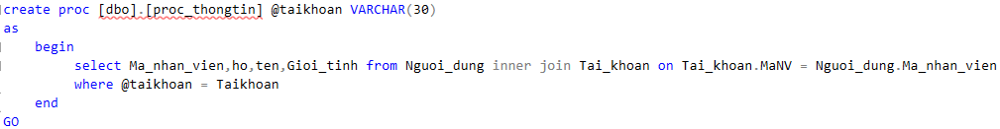 create proc [dbo].[proc_thongtin] @taikhoan VARCHAR(30)
as
begin
select Ma_nhan_vien,ho,ten,Gioi_tinh from Nguoi_dung inner join Tai_khoan on Tai_khoan.MaNV = Nguoi_dung.Ma_nhan_vien
where @taikhoan = Taikhoan
end
GO